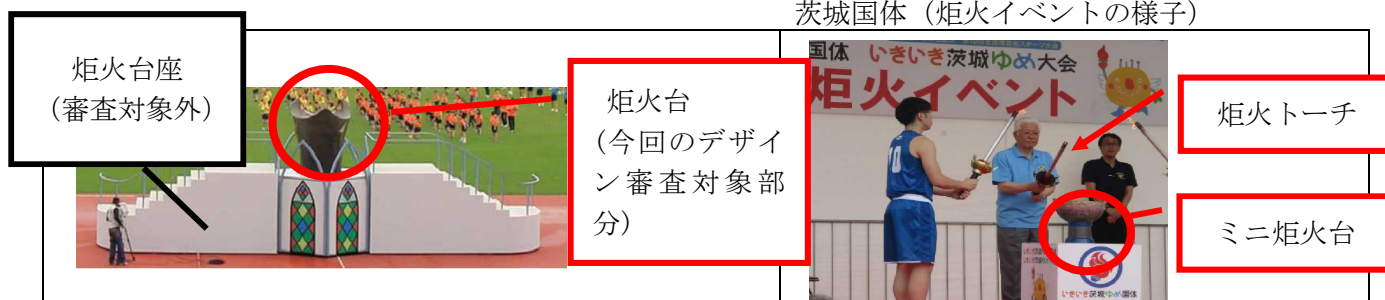 茨城国体（炬火イベントの様子）
炬火台座
（審査対象外）
炬火台
（今回のデザイ
ン審査対象部
分）
国体 いきいき茨城ゆめ大会
炬火イベント
炬火トーチ
ミニ炬火台
いきいき茨城ゆめ国体